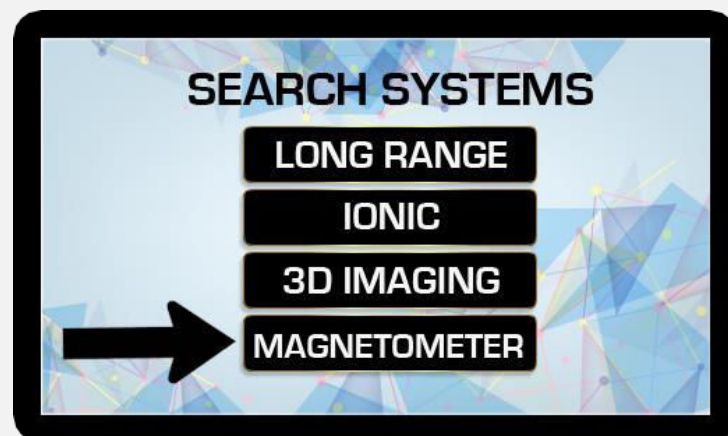 SEARCH SYSTEMS
LONG RANGE
IONIC
3D IMAGING
MAGNETOMETER